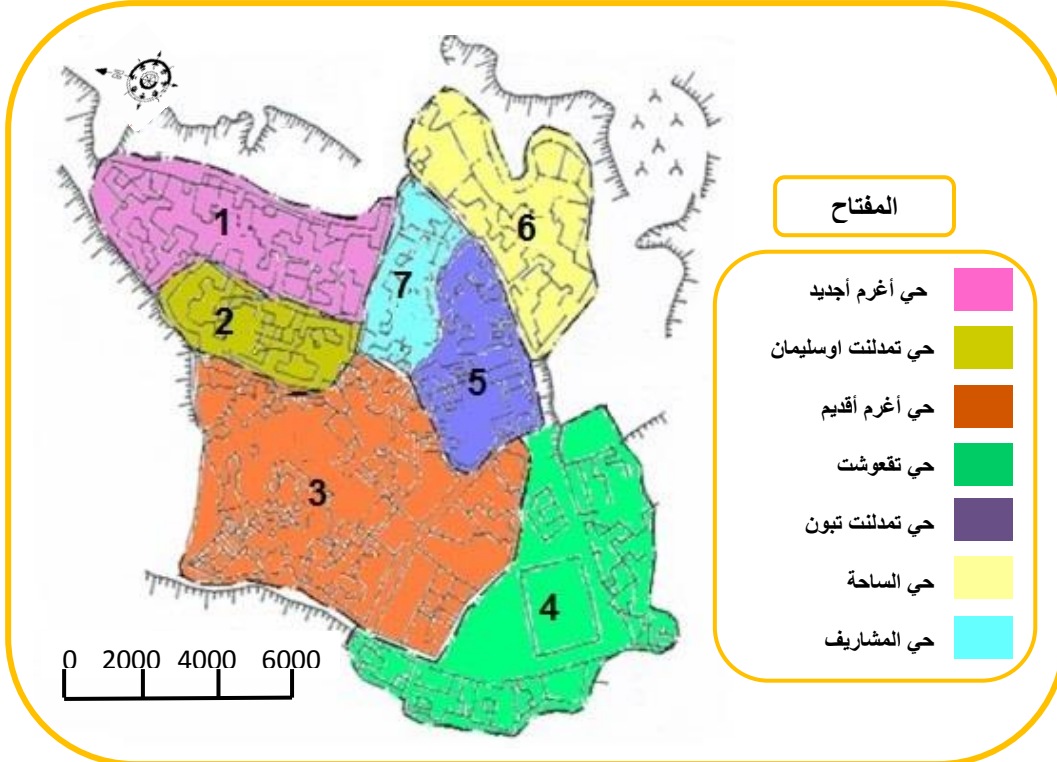 1
2
3
4
5
6
7
المفتاح
حي أغرم أجديد
حي تمدلنت اوسليمان
حي أغرم أقديم
حي تقعوشت
حي تمدلنت تبون
حي الساحة
حي المشاريف
0 2000 4000 6000